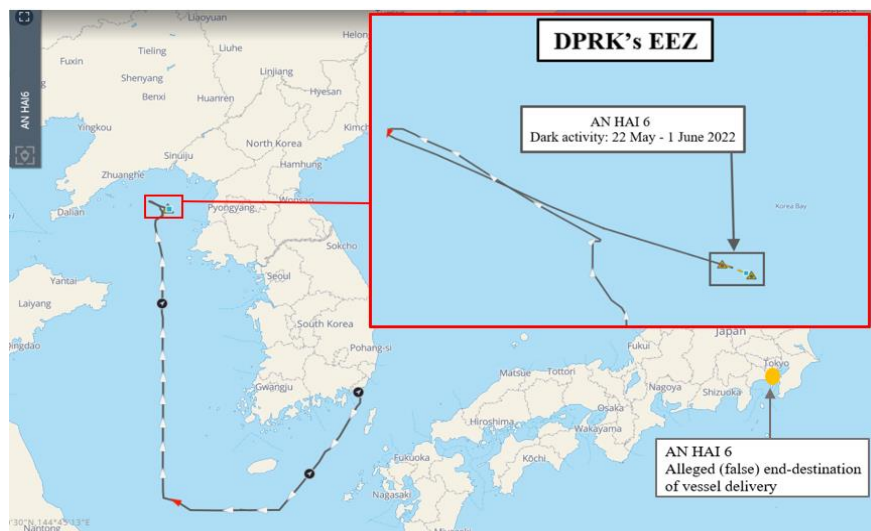 AN HAI6
Liaoyuan
Tieling
Liuhe
Helong
Fuxin
Shenyang
Linjiang
Benxi
Huanren
Hyesan
Yingkou
North Korea
Kimch
Sinuiju
Hamhung
Zhuanghe
Dalian
Pyongyang
Wonsan
Sokcho
Yantai
Seoul
Laiyang
South Korea
Qingdao
Pohang-si
Gwangju
DPRK's EEZ
AN HAI 6
Dark activity: 22 May - 1 June 2022
Korea Bay
Japan
Fukui
Tokyo
Matsue
Tottori
Nagoya
Shizuoka
Hiroshima
Osaka
Wakayama
Kōchi
Fukuoka
Nagasaki
Nantong
AN HAI 6
Alleged (false) end-destination
of vessel delivery